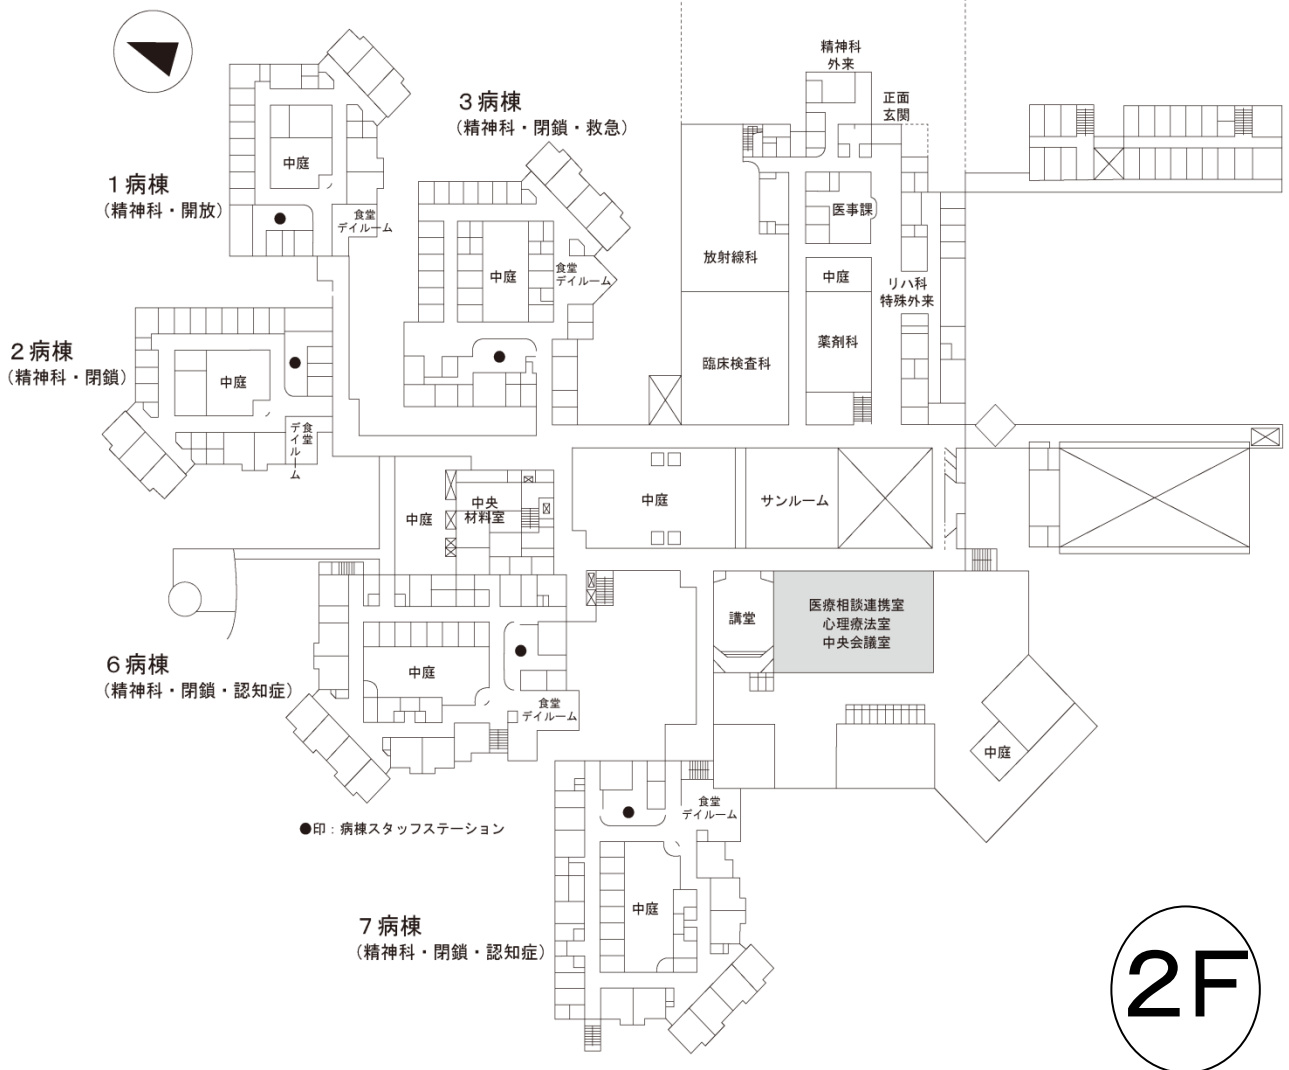 精神科
外来
正面
玄関
３病棟
（精神科・閉鎖・救急）
中庭
１病棟
（精神科・開放）
食堂
デイルーム
医事課
放射線科
中庭
食堂
デイルーム
中庭
リハ科
特殊外来
２病棟
（精神科・閉鎖）
中庭
臨床検査科
薬剤科
食堂
デイルーム
中庭
中央
材料室
中庭
サンルーム
講堂
医療相談連携室
心理療法室
中央会議室
６病棟
（精神科・閉鎖・認知症）
中庭
食堂
デイルーム
中庭
●印：病棟スタッフステーション
食堂
デイルーム
７病棟
（精神科・閉鎖・認知症）
中庭
2F